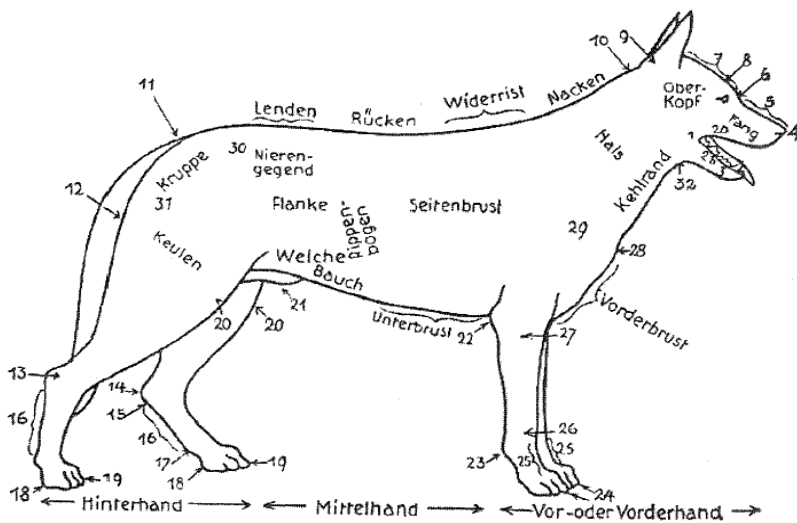 10 9 7 8 6 5 4
11
Lenden Rücken Widerrist Nacken Ober-
Kopf
Fang
20
1
Hals
30 Nieren-
gegend
Kruppe
31
12
Flanke Rippen-
bogen
Seitenbrust
Kehlrand
32
29
28
Keulen
Welche
Bauch
21
20 20
Unterbrust
22
27
Vorderbrust
13
14
15
16 16
17
18 18
19 19
23
26
25 25
24
Hinterhand Mittelhand Vor-oder Vorderhand